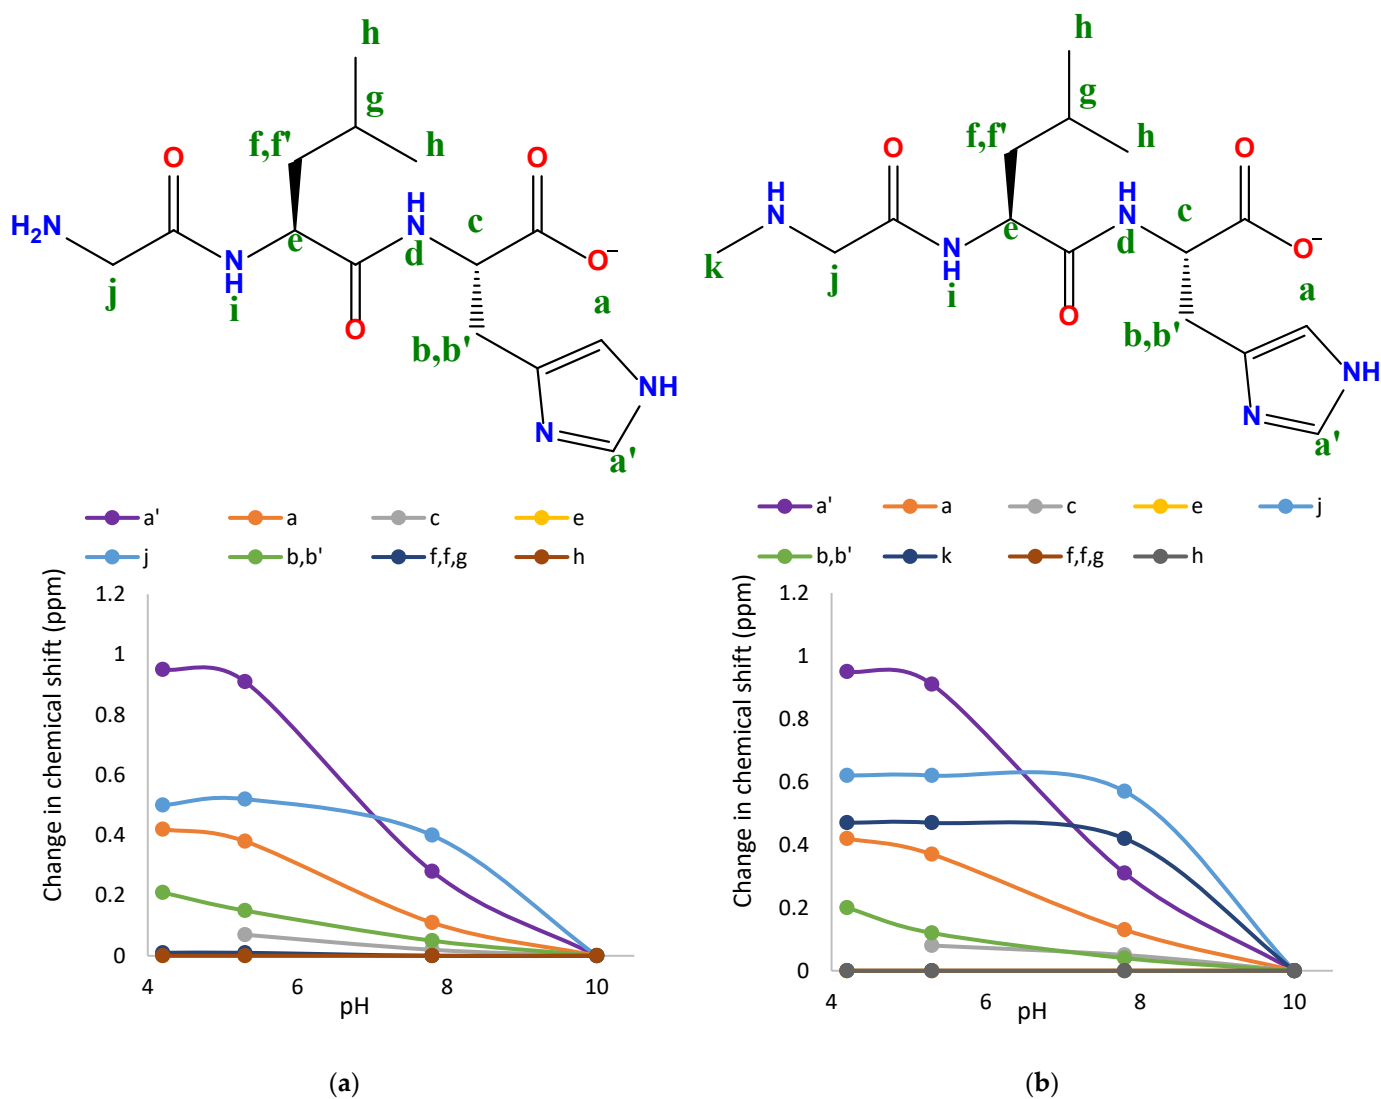 h
g
f,f'
h
O
O
H
N
H₂N
c
e
d
O⁻
N
H
j
i
O
a
b,b'
NH
N
a'
h
g
f,f'
h
O
O
H
N
H
N
c
e
d
O⁻
k
j
N
H
i
O
a
b,b'
NH
N
a'
a' a c e
j b,b' f,f,g h
Change in chemical shift (ppm)
1.2
1
0.8
0.6
0.4
0.2
0
4 6 8 10
pH
(a)
a' a c e j
b,b' k f,f,g h
Change in chemical shift (ppm)
1.2
1
0.8
0.6
0.4
0.2
0
4 6 8 10
pH
(b)